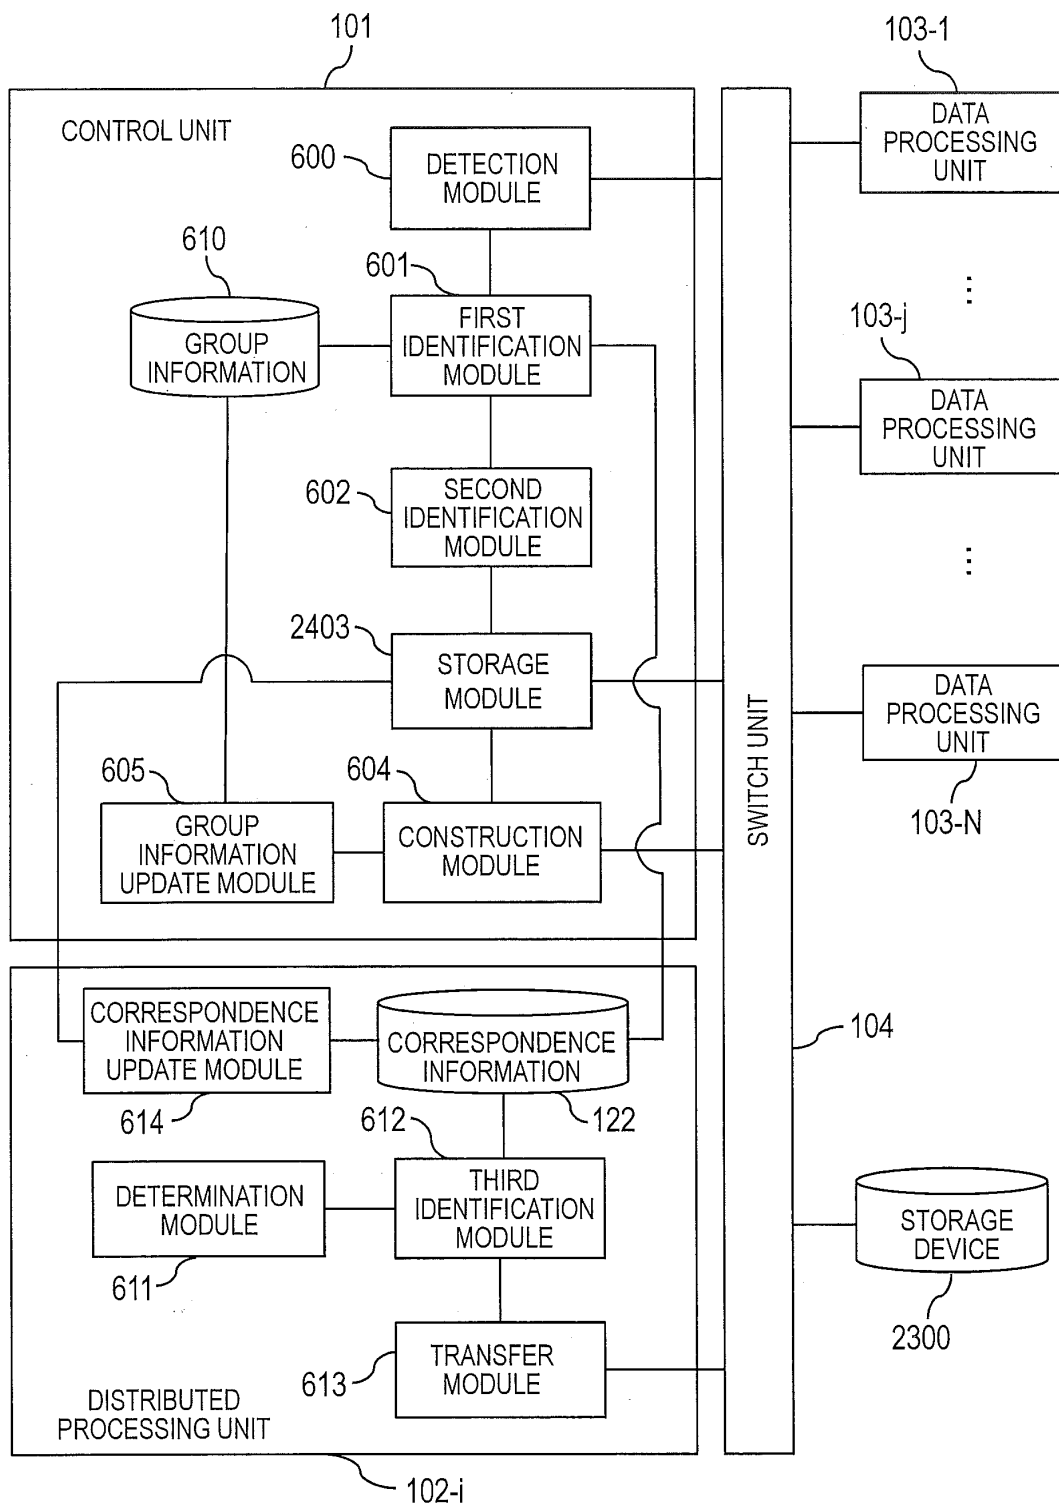 101
103-1
CONTROL UNIT
DATA
PROCESSING
UNIT
600
DETECTION
MODULE
610
601
GROUP
INFORMATION
FIRST
IDENTIFICATION
MODULE
...
103-j
DATA
PROCESSING
UNIT
602
SECOND
IDENTIFICATION
MODULE
...
2403
STORAGE
MODULE
DATA
PROCESSING
UNIT
103-N
605
604
GROUP
INFORMATION
UPDATE MODULE
CONSTRUCTION
MODULE
SWITCH UNIT
CORRESPONDENCE
INFORMATION
UPDATE MODULE
CORRESPONDENCE
INFORMATION
104
614
612
122
DETERMINATION
MODULE
THIRD
IDENTIFICATION
MODULE
STORAGE
DEVICE
611
2300
613
TRANSFER
MODULE
DISTRIBUTED
PROCESSING UNIT
102-i